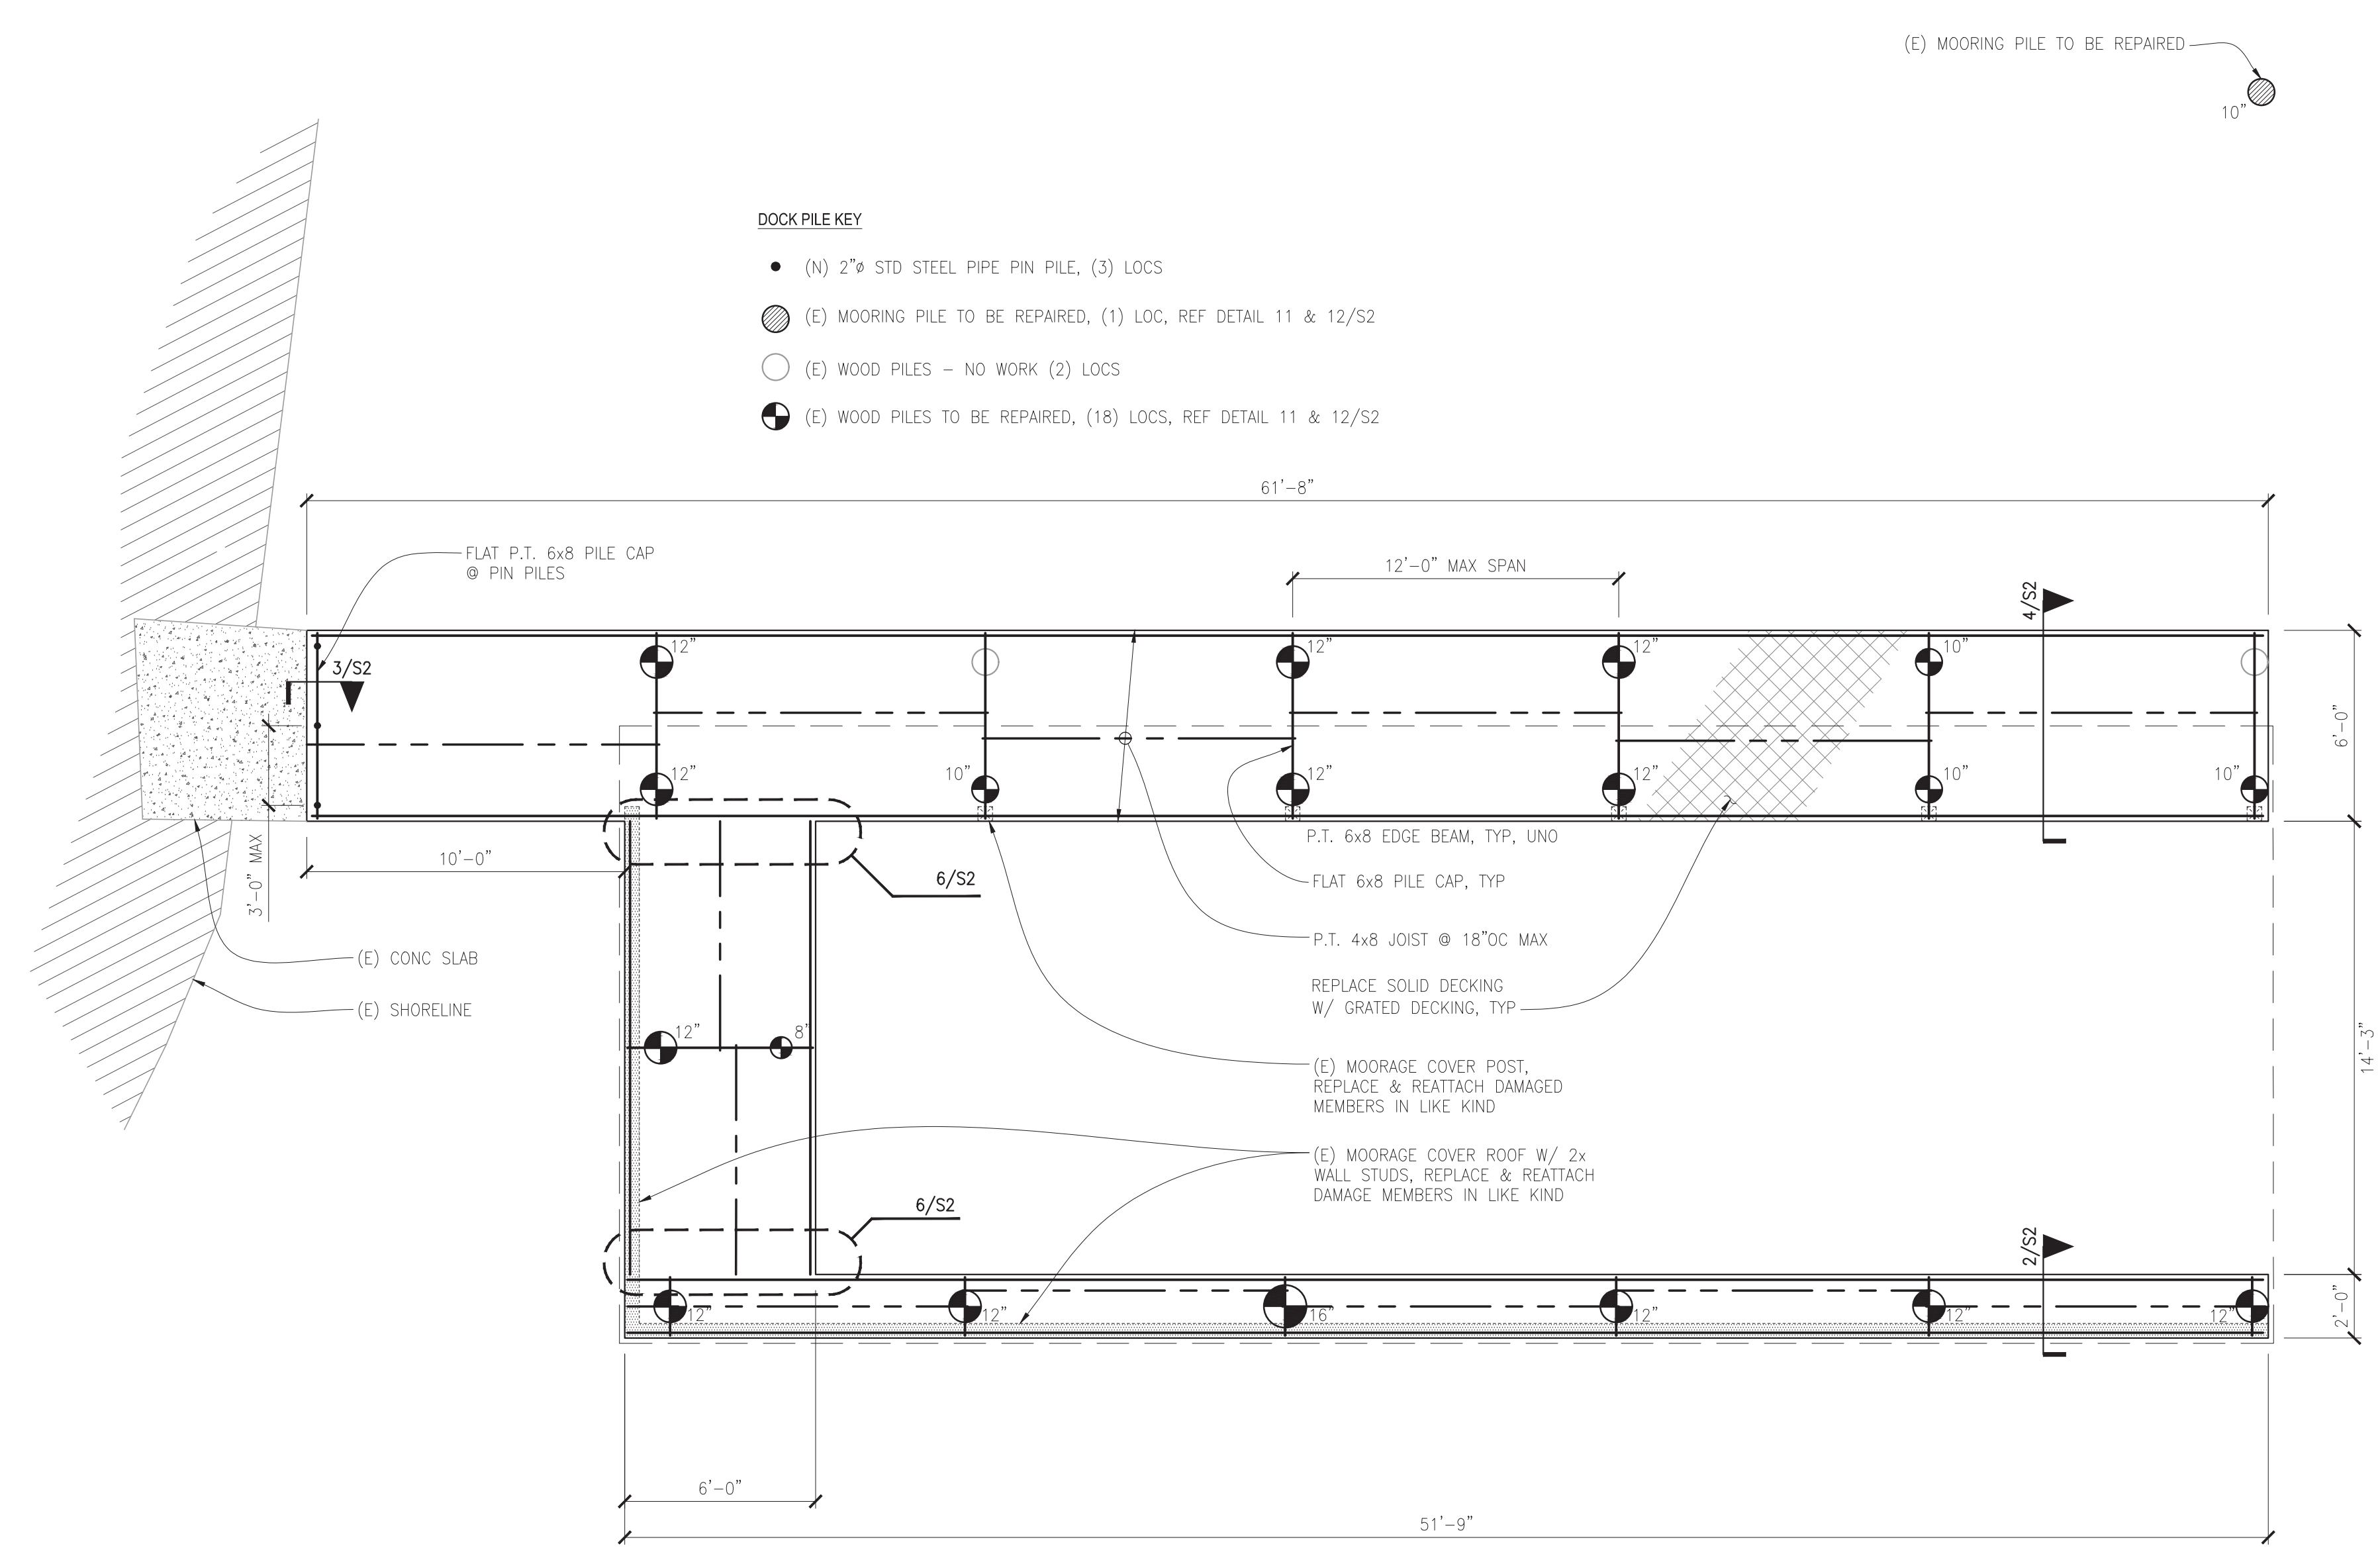 (E) MOORING PILE TO BE REPAIRED
10"
DOCK PILE KEY
(N) 2"ø STD STEEL PIPE PIN PILE, (3) LOCS
(E) MOORING PILE TO BE REPAIRED, (1) LOC, REF DETAIL 11 & 12/S2
(E) WOOD PILES - NO WORK (2) LOCS
(E) WOOD PILES TO BE REPAIRED, (18) LOCS, REF DETAIL 11 & 12/S2
61'-8"
FLAT P.T. 6x8 PILE CAP
@ PIN PILES
12'-0" MAX SPAN
4/S2
3/S2
12"
12"
12"
10"
12"
10"
12"
12"
10"
10"
6'-0"
P.T. 6x8 EDGE BEAM, TYP, UNO
10'-0"
3'-0" MAX
6/S2
FLAT 6x8 PILE CAP, TYP
P.T. 4x8 JOIST @ 18"OC MAX
(E) CONC SLAB
REPLACE SOLID DECKING
W/ GRATED DECKING, TYP
(E) SHORELINE
12"
8'
14'-3"
(E) MOORAGE COVER POST,
REPLACE & REATTACH DAMAGED
MEMBERS IN LIKE KIND
(E) MOORAGE COVER ROOF W/ 2x
WALL STUDS, REPLACE & REATTACH
DAMAGE MEMBERS IN LIKE KIND
6/S2
2/S2
12"
12"
16"
12"
12"
12"
2'-0"
6'-0"
51'-9"